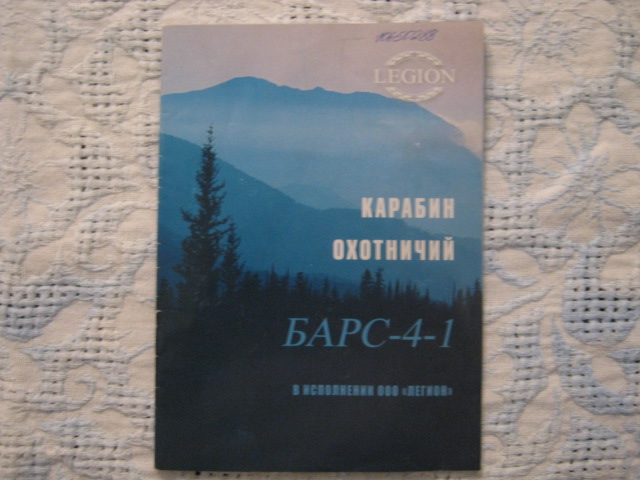 LEGION
КАРАБИН
ОХОТНИЧИЙ
БАРС-4-1
В ИСПОЛНЕНИИ ООО «ЛЕГИОН»